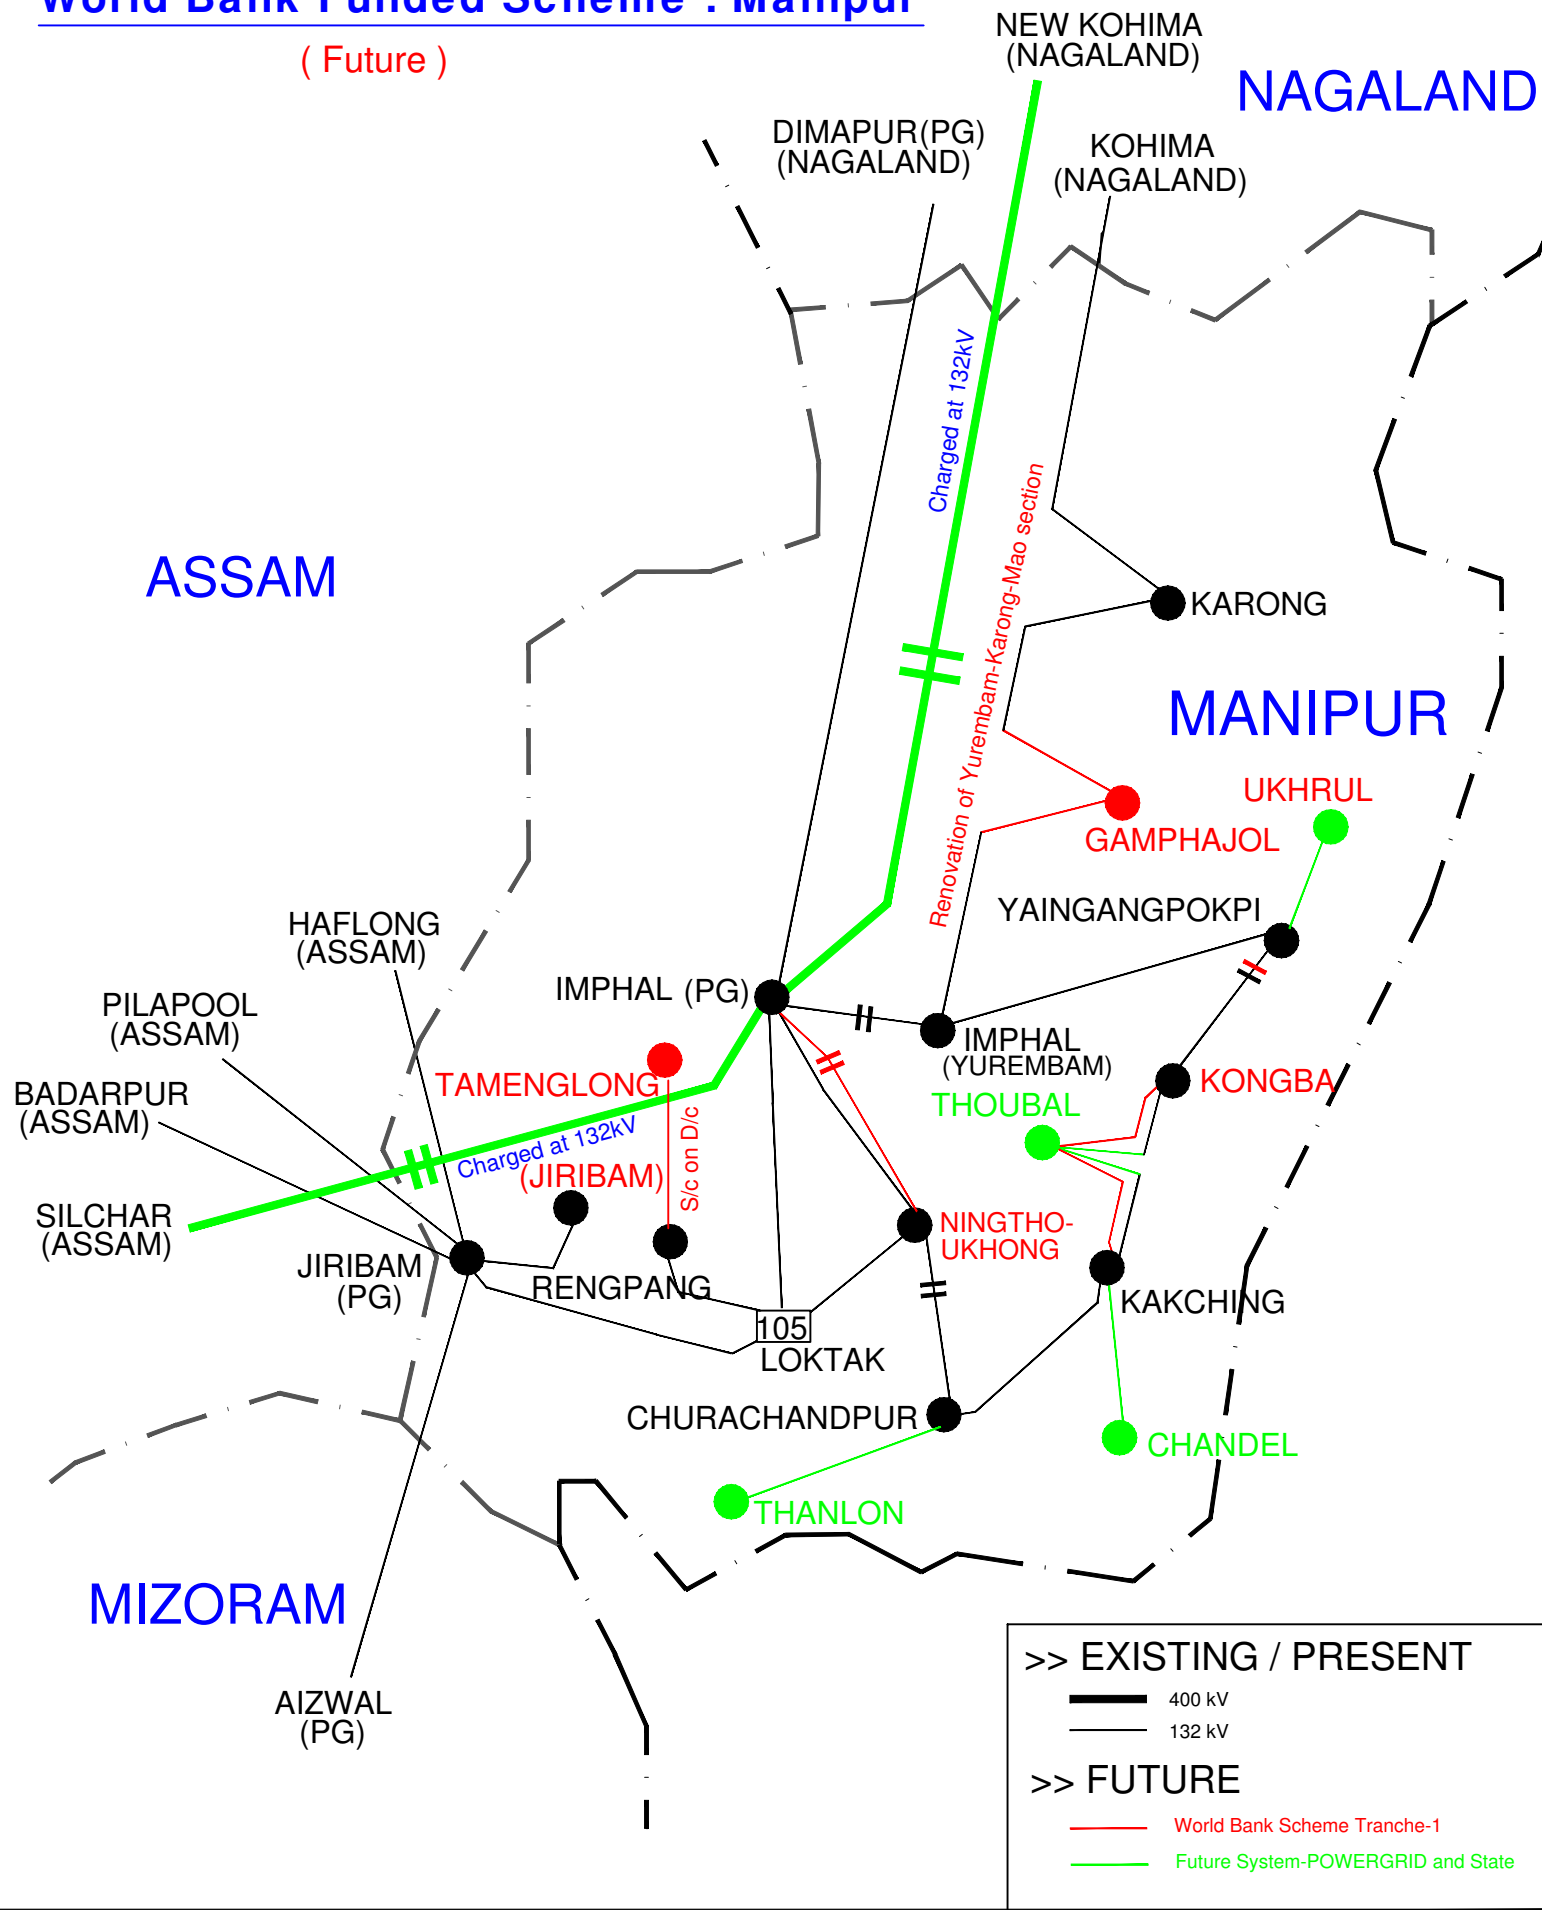 World Bank Funded Scheme : Manipur
( Future )
NEW KOHIMA
(NAGALAND)
NAGALAND
DIMAPUR(PG)
(NAGALAND)
KOHIMA
(NAGALAND)
Charged at 132kV
Renovation of Yurembam-Karong-Mao section
ASSAM
KARONG
MANIPUR
UKHRUL
GAMPHAJOL
YAINGANGPOKPI
HAFLONG
(ASSAM)
IMPHAL (PG)
PILAPOOL
(ASSAM)
IMPHAL
(YUREMBAM)
TAMENGLONG
KONGBA
BADARPUR
(ASSAM)
THOUBAL
Charged at 132kV
S/c on D/c
(JIRIBAM)
SILCHAR
(ASSAM)
NINGTHO-
UKHONG
JIRIBAM
(PG)
RENGPANG
KAKCHING
105
LOKTAK
CHURACHANDPUR
CHANDEL
THANLON
MIZORAM
AIZWAL
(PG)
>> EXISTING / PRESENT
400 kV
132 kV
>> FUTURE
World Bank Scheme Tranche-1
Future System-POWERGRID and State